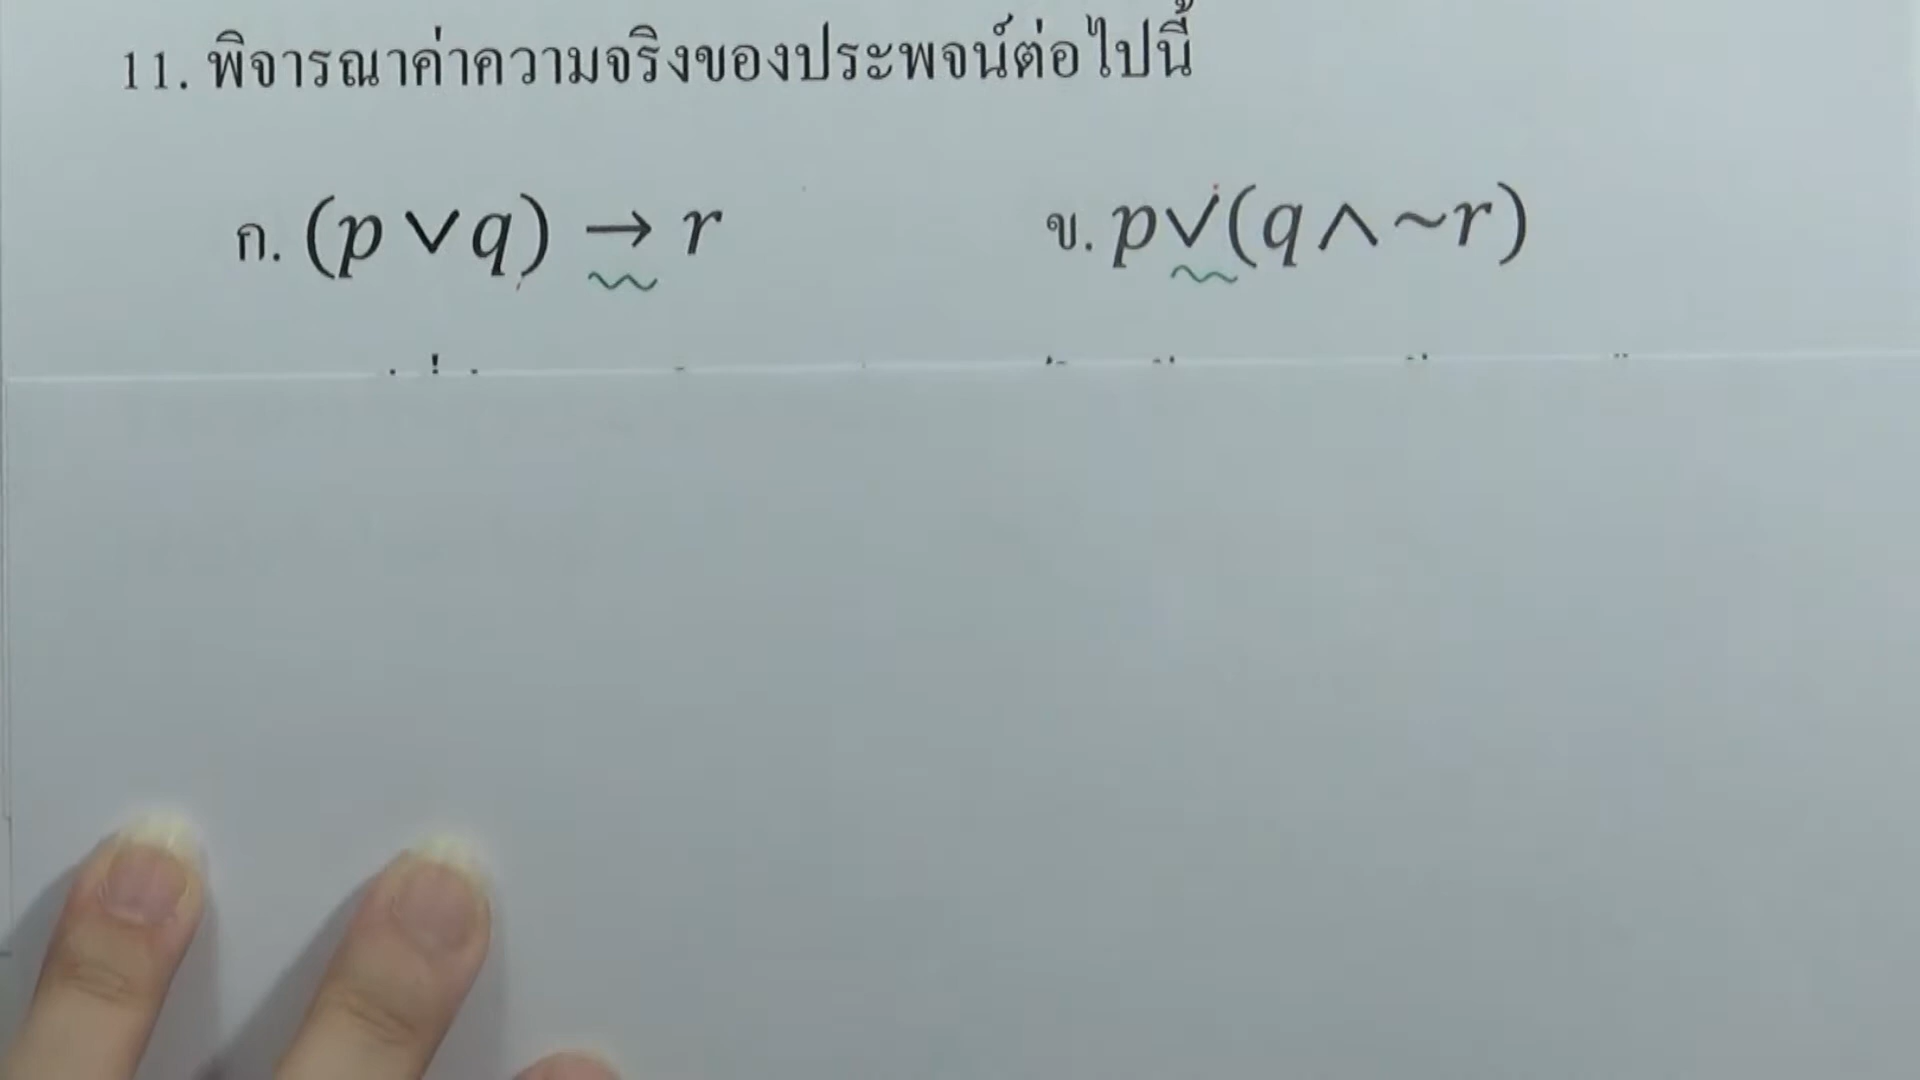 11. พิจารณาค่าความจริงของประพจน์ต่อไปนี้
ก. (p ∨ q) → r ข. p∨(q ∧ ~r)